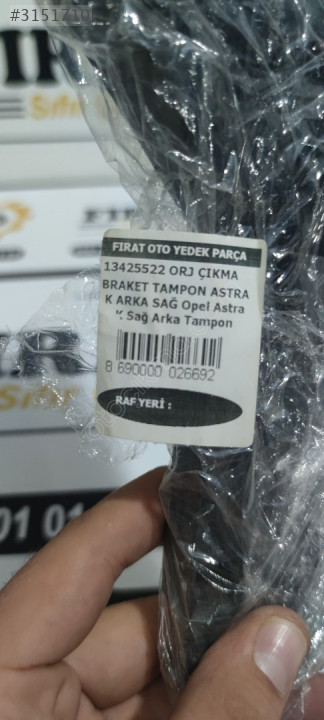 #3151710
FIRAT OTO YEDEK PARÇA
13425522 ORJ ÇIKMA
BRAKET TAMPON ASTRA
K ARKA SAĞ Opel Astra
K Sağ Arka Tampon
8 690000 026692
RAF YERİ :
01 01